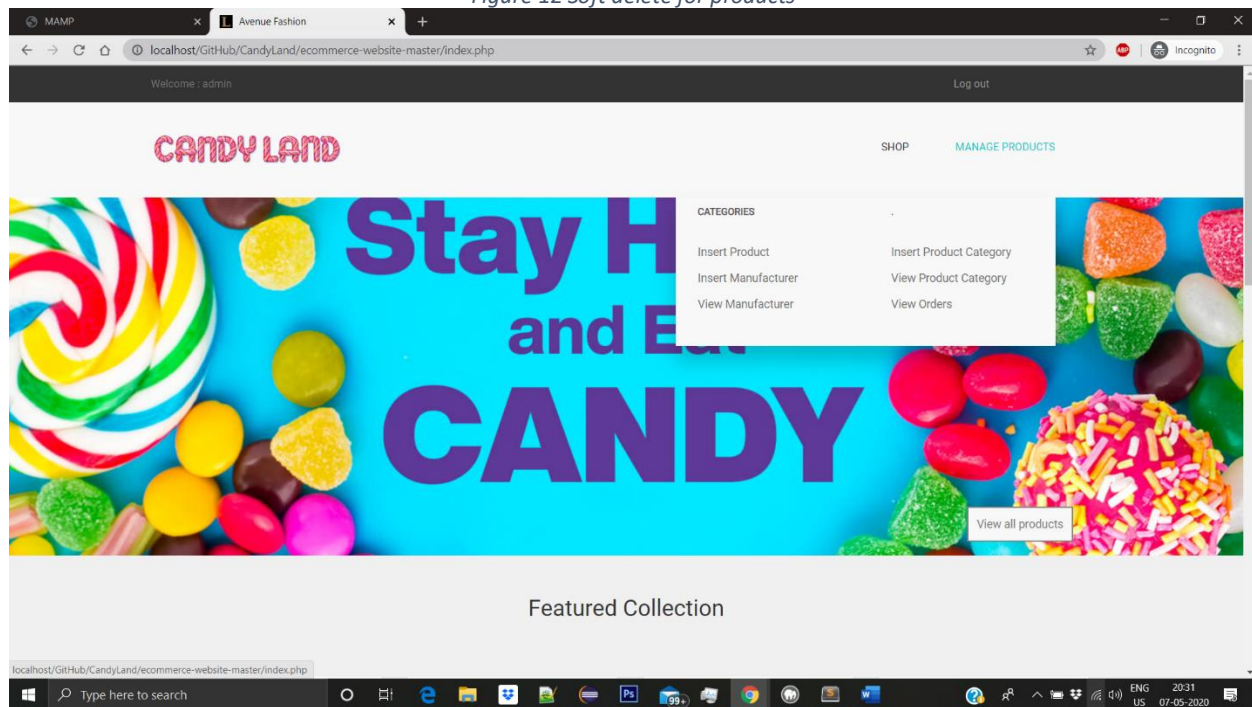 Figure 12 Soft delete for products
MAMP
Avenue Fashion
localhost/GitHub/CandyLand/ecommerce-website-master/index.php
ABP
Incognito
Welcome : admin
Log out
CANDY LAND
SHOP
MANAGE PRODUCTS
CATEGORIES
.
Insert Product
Insert Product Category
Insert Manufacturer
View Product Category
View Manufacturer
View Orders
Stay H
and Eat
CANDY
View all products
Featured Collection
localhost/GitHub/CandyLand/ecommerce-website-master/index.php
Type here to search
Ps
99+
ENG
US
20:31
07-05-2020